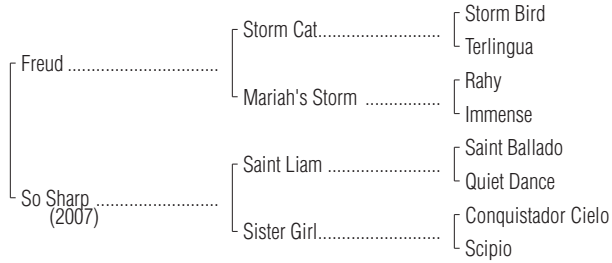 Storm Bird
Storm Cat..........................
Terlingua
Freud ................................
Rahy
Mariah's Storm ................
Immense
Saint Ballado
Saint Liam ........................
Quiet Dance
So Sharp ..........................
(2007)
Conquistador Cielo
Sister Girl..........................
Scipio